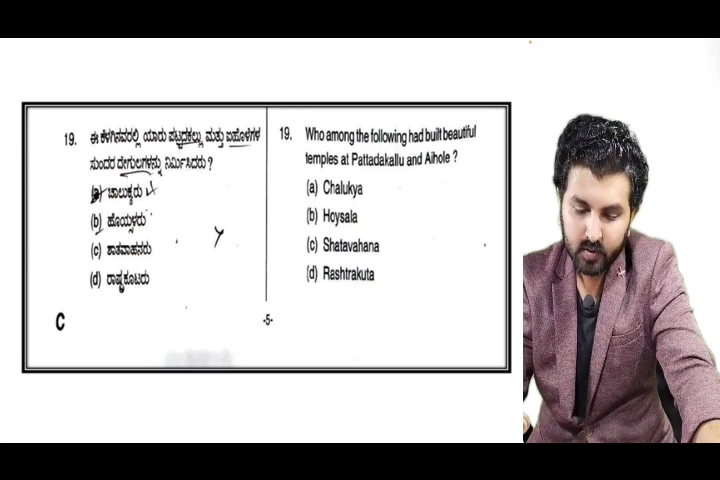 19. ಈ ಕೆಳಗಿನವರಲ್ಲಿ ಯಾರು ಪಟ್ಟದಕಲ್ಲು ಮತ್ತು ಐಹೊಳೆಗಳ
ಸುಂದರ ದೇಗುಲಗಳನ್ನು ನಿರ್ಮಿಸಿದರು ?
(a) ಚಾಲುಕ್ಯರು
(b) ಹೊಯ್ಸಳರು
(c) ಶಾತವಾಹನರು
(d) ರಾಷ್ಟ್ರಕೂಟರು
19. Who among the following had built beautiful
temples at Pattadakallu and Aihole ?
(a) Chalukya
(b) Hoysala
(c) Shatavahana
(d) Rashtrakuta
C
-5-